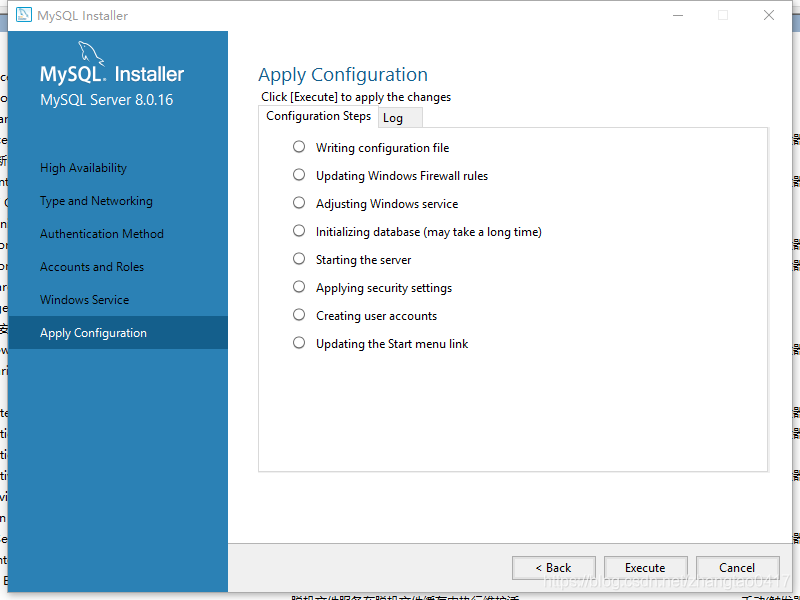 MySQL Installer
MySQL. Installer
MySQL Server 8.0.16
High Availability
Type and Networking
Authentication Method
Accounts and Roles
Windows Service
Apply Configuration
Apply Configuration
Click [Execute] to apply the changes
Configuration Steps
Log
Writing configuration file
Updating Windows Firewall rules
Adjusting Windows service
Initializing database (may take a long time)
Starting the server
Applying security settings
Creating user accounts
Updating the Start menu link
< Back
Execute
Cancel
https://blog.csdn.net/zhangtao0417